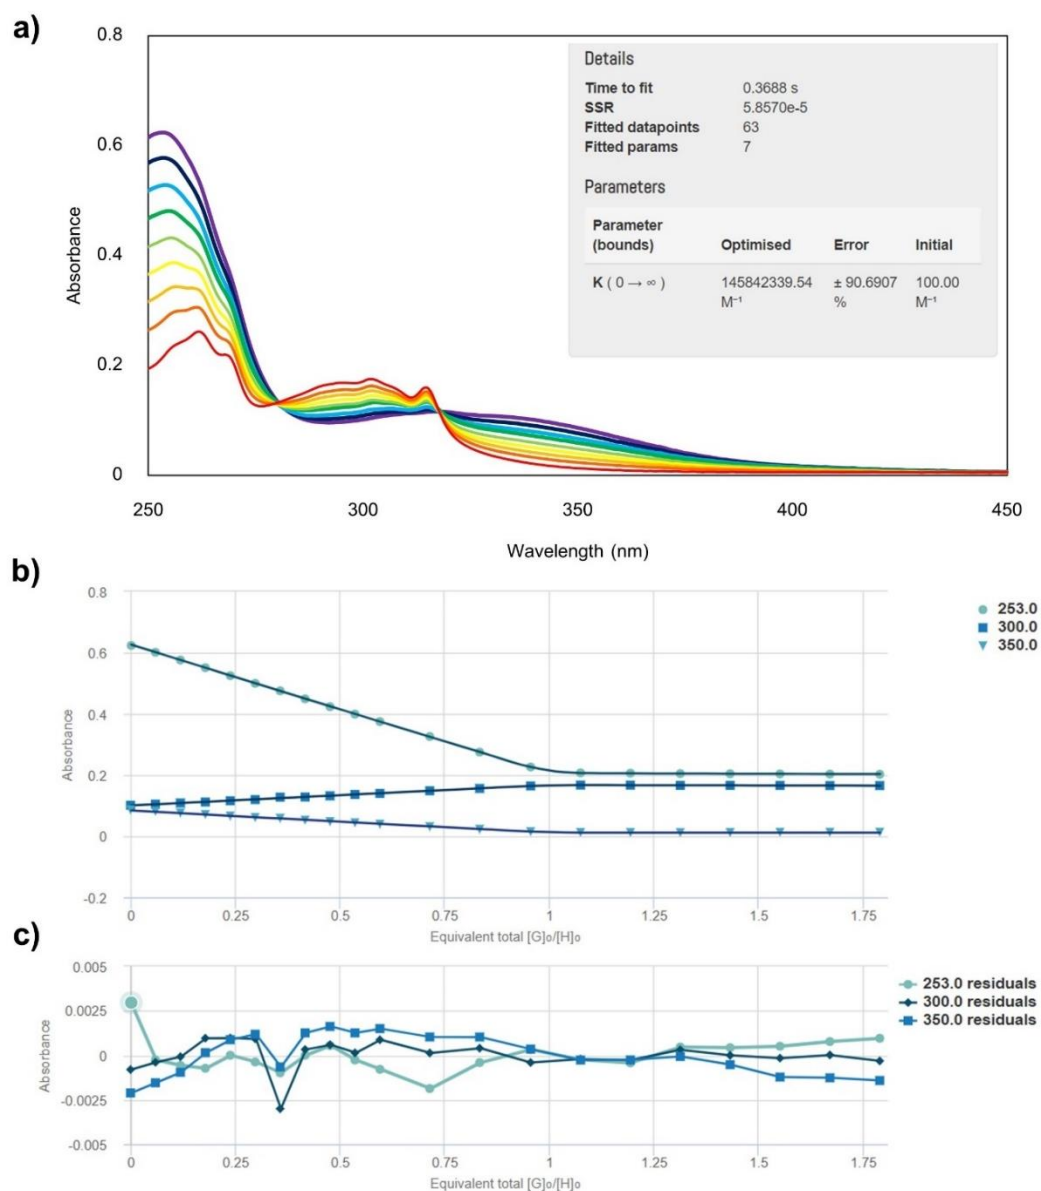 a)
0.8
0.6
0.4
0.2
0
Absorbance
250 300 350 400 450
Wavelength (nm)
Details
Time to fit 0.3688 s
SSR 5.8570e-5
Fitted datapoints 63
Fitted params 7
Parameters
Parameter
(bounds) Optimised Error Initial
K ( 0 → ∞ ) 145842339.54 ± 90.6907 100.00
M⁻¹ % M⁻¹
b)
0.8
0.6
0.4
0.2
0
-0.2
Absorbance
0 0.25 0.5 0.75 1 1.25 1.5 1.75
Equivalent total [G]₀/[H]₀
253.0
300.0
350.0
c)
0.005
0.0025
0
-0.0025
-0.005
Absorbance
0 0.25 0.5 0.75 1 1.25 1.5 1.75
Equivalent total [G]₀/[H]₀
253.0 residuals
300.0 residuals
350.0 residuals